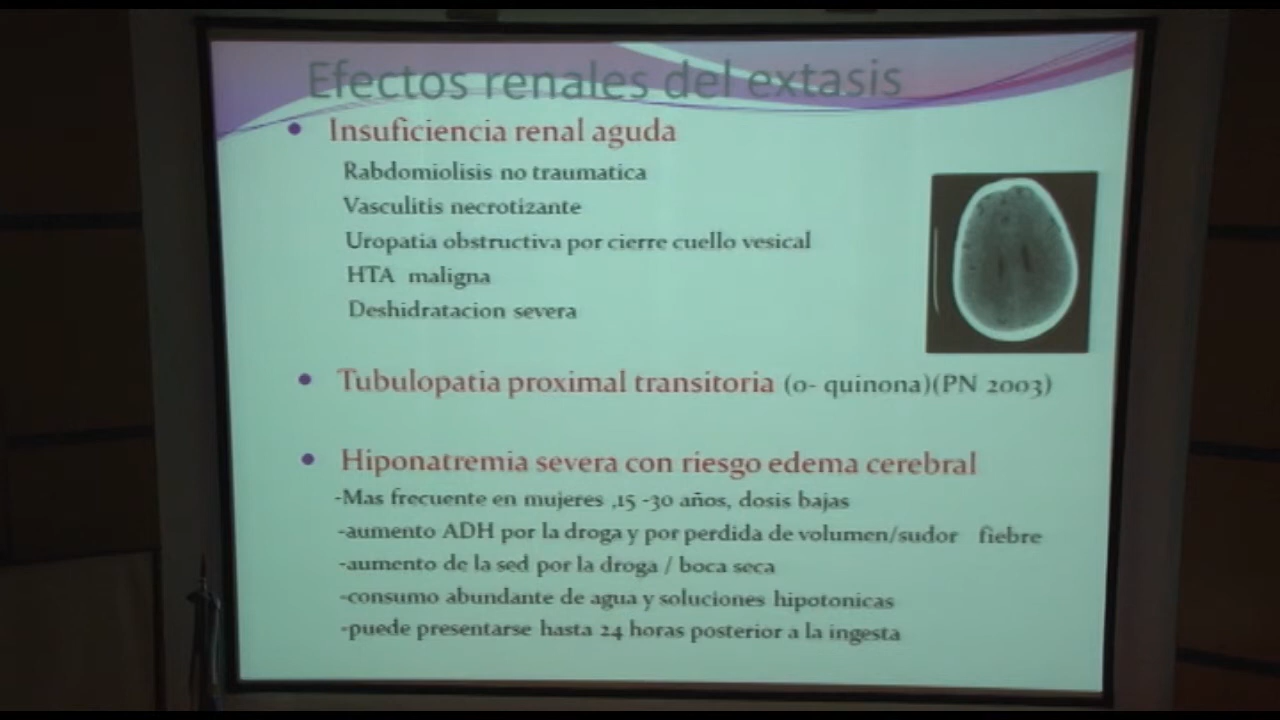 Efectos renales del extasis
Insuficiencia renal aguda
Rabdomiolisis no traumatica
Vasculitis necrotizante
Uropatia obstructiva por cierre cuello vesical
HTA maligna
Deshidratacion severa
Tubulopatia proximal transitoria (o- quinona)(PN 2003)
Hiponatremia severa con riesgo edema cerebral
-Mas frecuente en mujeres ,15 -30 años, dosis bajas
-aumento ADH por la droga y por perdida de volumen/sudor fiebre
-aumento de la sed por la droga / boca seca
-consumo abundante de agua y soluciones hipotonicas
-puede presentarse hasta 24 horas posterior a la ingesta